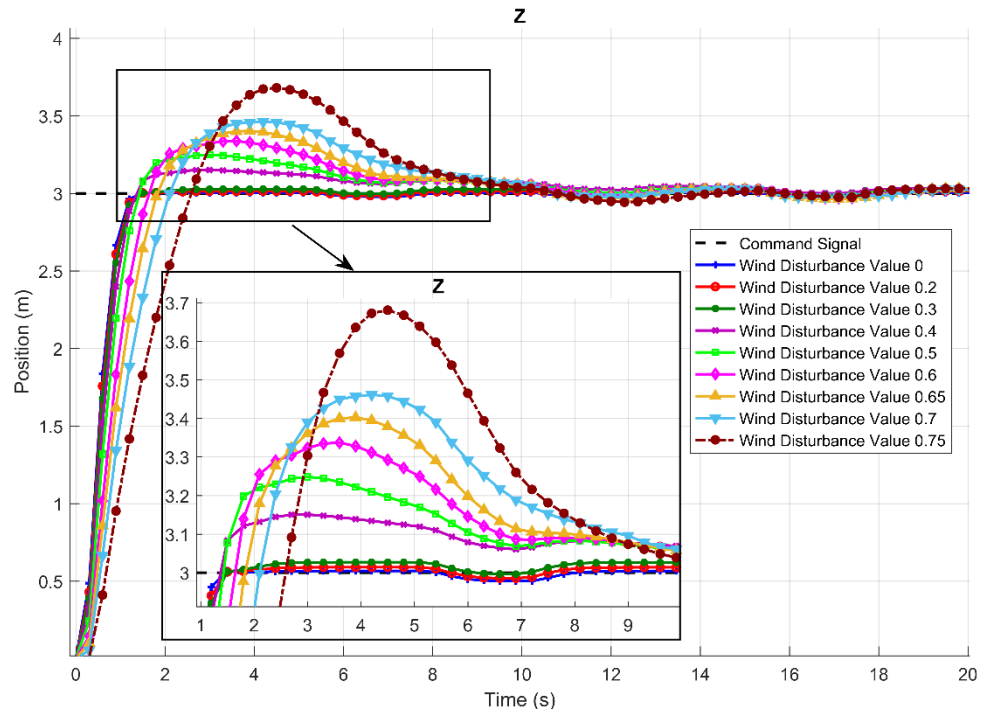 Z
4
3.5
3
2.5
2
1.5
1
0.5
Position (m)
0 2 4 6 8 10 12 14 16 18 20
Time (s)
Command Signal
Wind Disturbance Value 0
Wind Disturbance Value 0.2
Wind Disturbance Value 0.3
Wind Disturbance Value 0.4
Wind Disturbance Value 0.5
Wind Disturbance Value 0.6
Wind Disturbance Value 0.65
Wind Disturbance Value 0.7
Wind Disturbance Value 0.75
Z
3.7
3.6
3.5
3.4
3.3
3.2
3.1
3
1 2 3 4 5 6 7 8 9